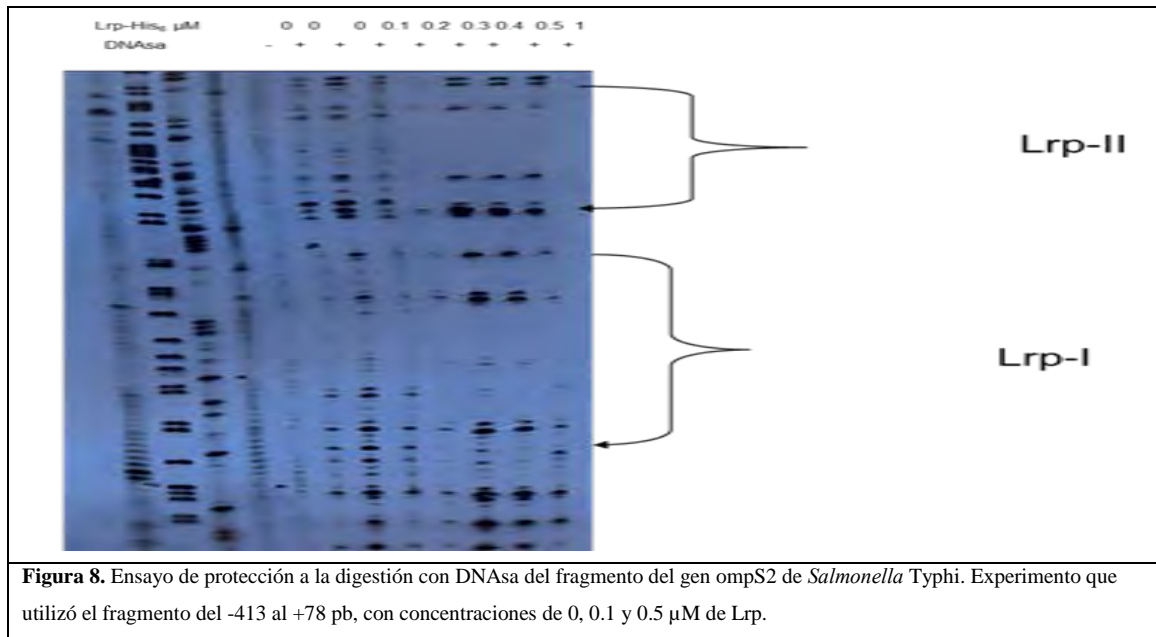 Lrp-His₆ µM 0 0 0 0.1 0.2 0.3 0.4 0.5 1
DNAsa - + + + + + + + +
Lrp-II
Lrp-I
Figura 8. Ensayo de protección a la digestión con DNAsa del fragmento del gen ompS2 de Salmonella Typhi. Experimento que
utilizó el fragmento del -413 al +78 pb, con concentraciones de 0, 0.1 y 0.5 µM de Lrp.